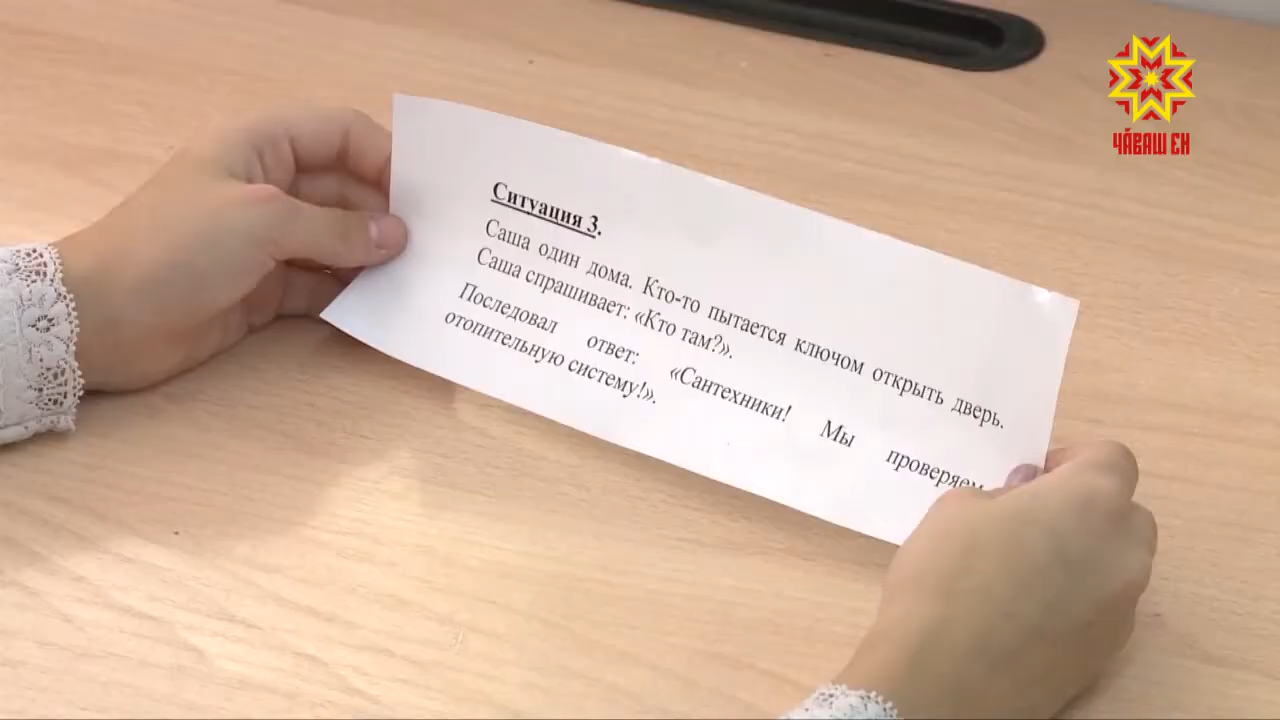 ЧӐВАШ ЕН
Ситуация 3.
Саша один дома. Кто-то пытается ключом открыть дверь.
Саша спрашивает: «Кто там?».
Последовал ответ: «Сантехники! Мы проверяем
отопительную систему!».